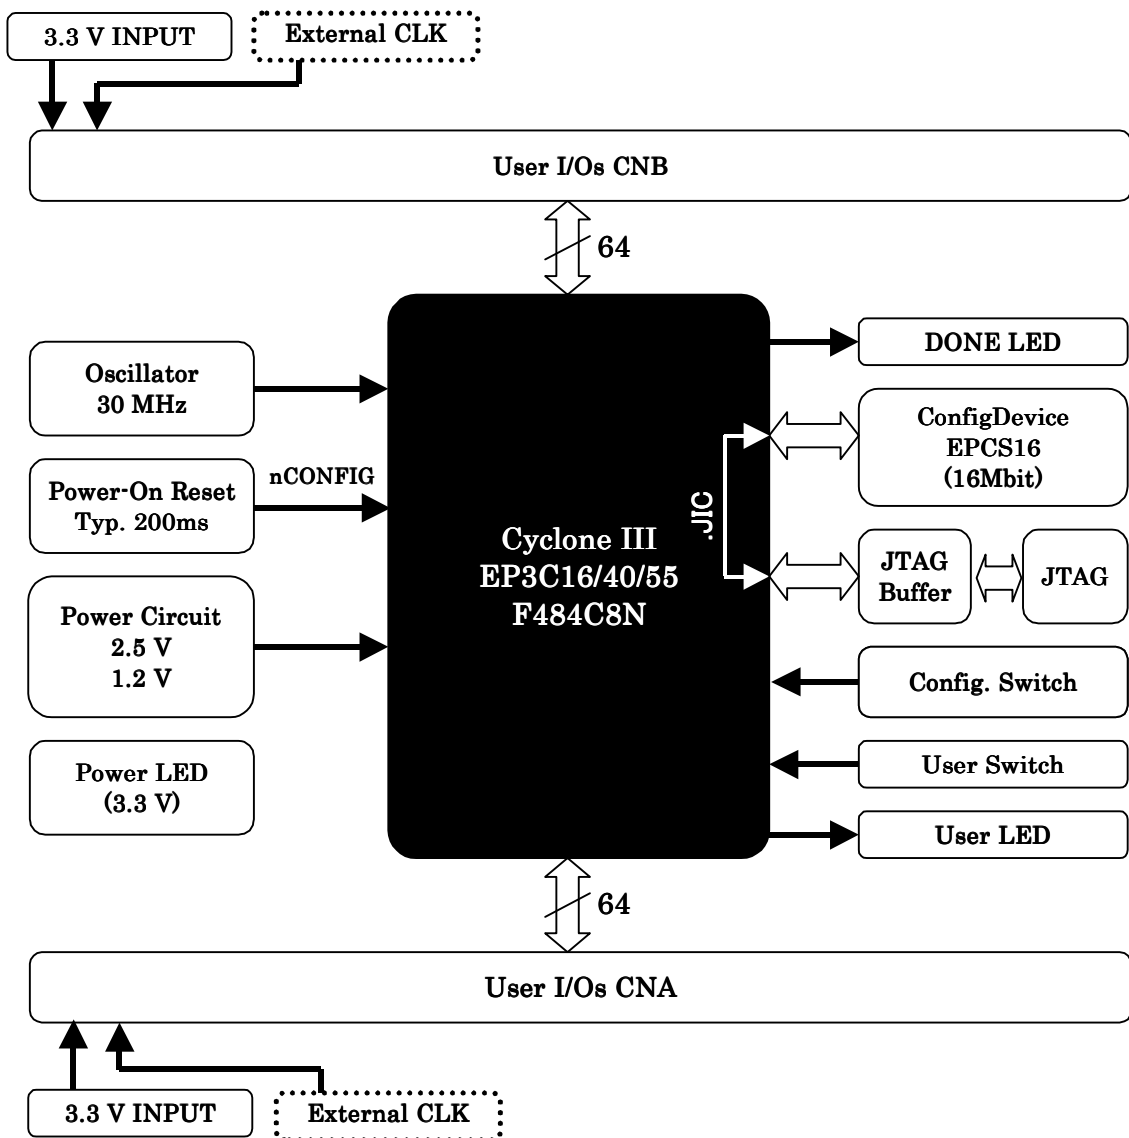 3.3 V INPUT
External CLK
User I/Os CNB
64
Oscillator
30 MHz
Power-On Reset
Typ. 200ms
nCONFIG
Power Circuit
2.5 V
1.2 V
Power LED
(3.3 V)
Cyclone III
EP3C16/40/55
F484C8N
.JIC
DONE LED
ConfigDevice
EPCS16
(16Mbit)
JTAG
Buffer
JTAG
Config. Switch
User Switch
User LED
64
User I/Os CNA
3.3 V INPUT
External CLK